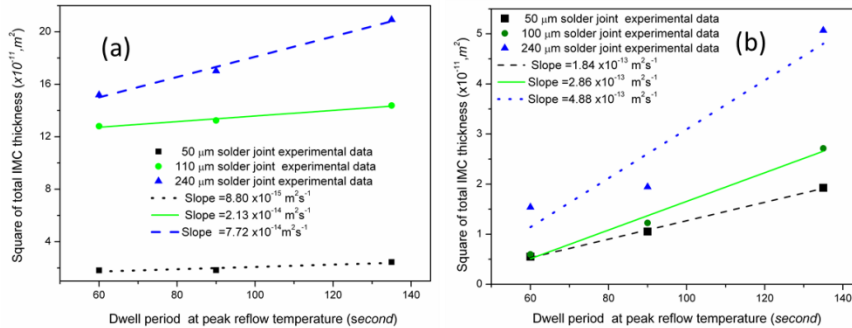 (a)
Square of total IMC thickness (x10⁻¹¹,m²)
20
16
12
8
4
50 μm solder joint experimental data
110 μm solder joint experimental data
240 μm solder joint experimental data
Slope =8.80 x10⁻¹⁵ m²s⁻¹
Slope =2.13 x10⁻¹⁴ m²s⁻¹
Slope =7.72 x10⁻¹⁴m²s⁻¹
60 80 100 120 140
Dwell period at peak reflow temperature (second)
(b)
Square of total IMC thickness (x10⁻¹¹,m²)
5
4
3
2
1
0
50 μm solder joint experimental data
100 μm solder joint experimental data
240 μm solder joint experimental data
Slope =1.84 x10⁻¹³ m²s⁻¹
Slope =2.86 x10⁻¹³ m²s⁻¹
Slope =4.88 x10⁻¹³ m²s⁻¹
60 80 100 120 140
Dwell period at peak reflow temperature (second)